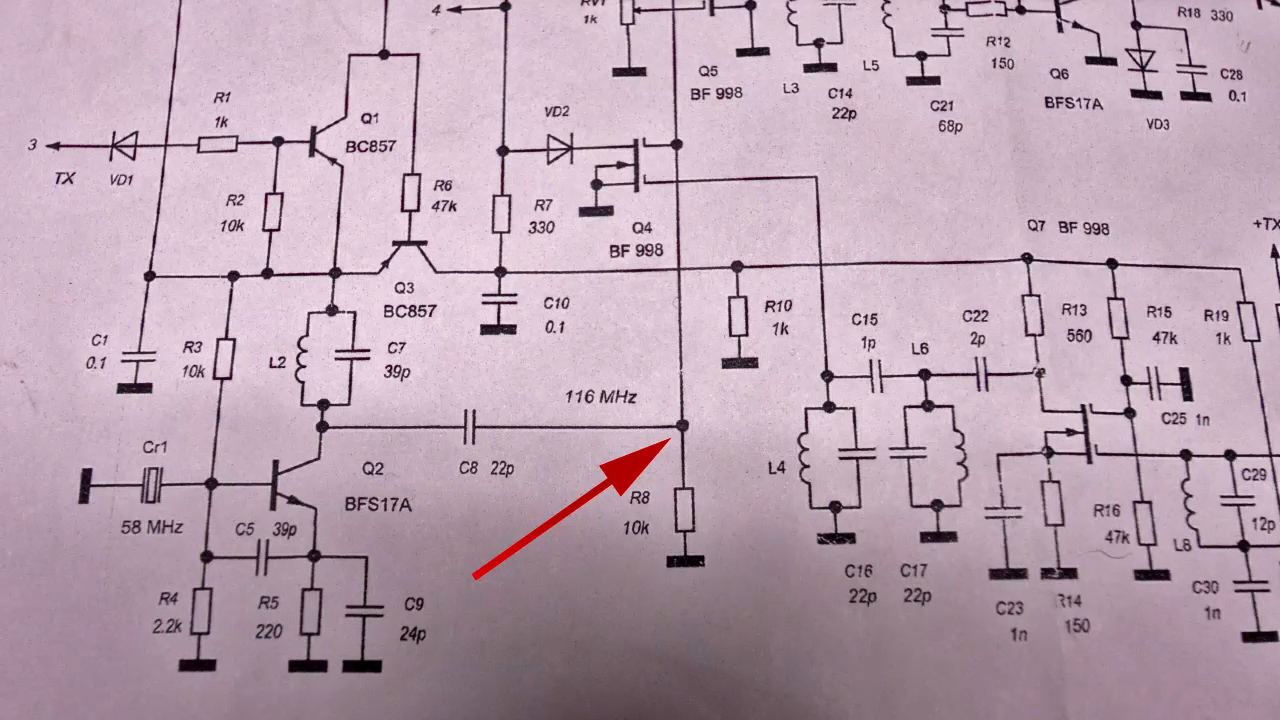 4
RV1
1k
R18 330
R12
150
R1
1k
Q1
BC857
VD2
Q5
BF 998
L3
C14
22p
L5
C21
68p
Q6
BFS17A
C28
0.1
VD3
3
TX
VD1
R2
10k
R6
47k
R7
330
Q4
BF 998
Q7 BF 998
+TX
Q3
BC857
C10
0.1
R10
1k
C15
1p
L6
C22
2p
R13
560
R15
47k
R19
1k
C1
0.1
R3
10k
L2
C7
39p
116 MHz
C25 1n
Cr1
58 MHz
Q2
BFS17A
C8 22p
R8
10k
L4
C29
12p
C5 39p
R16
47k
L8
R4
2.2k
R5
220
C9
24p
C16
22p
C17
22p
C23
1n
R14
150
C30
1n